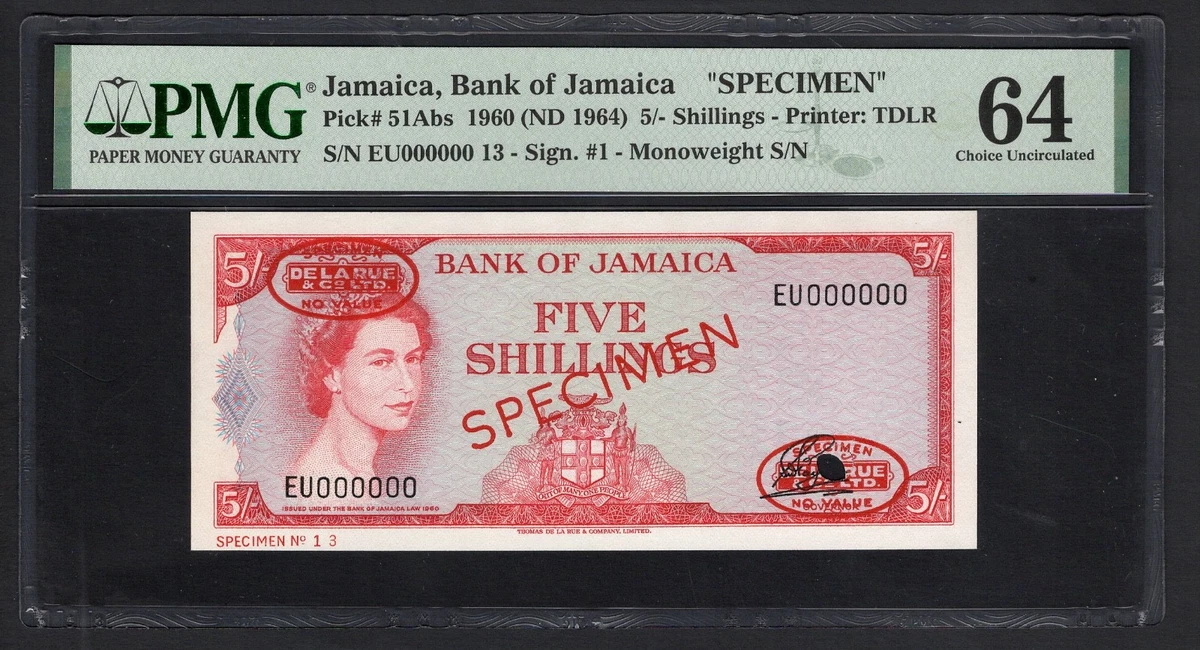 PMG®
PAPER MONEY GUARANTY
Jamaica, Bank of Jamaica "SPECIMEN"
Pick# 51Abs 1960 (ND 1964) 5/- Shillings - Printer: TDLR
S/N EU000000 13 - Sign. #1 - Monoweight S/N
64
Choice Uncirculated
5/-
SPECIMEN
DE LA RUE
& CO LTD.
NO VALUE
BANK OF JAMAICA
5/-
EU000000
FIVE
SHILLINGS
SPECIMEN
OUT OF MANY, ONE PEOPLE
EU000000
SPECIMEN
LA RUE
& CO LTD.
NO VALUE
GOVERNOR
5/-
ISSUED UNDER THE BANK OF JAMAICA LAW 1960
5/-
THOMAS DE LA RUE & COMPANY, LIMITED.
SPECIMEN Nº 1 3